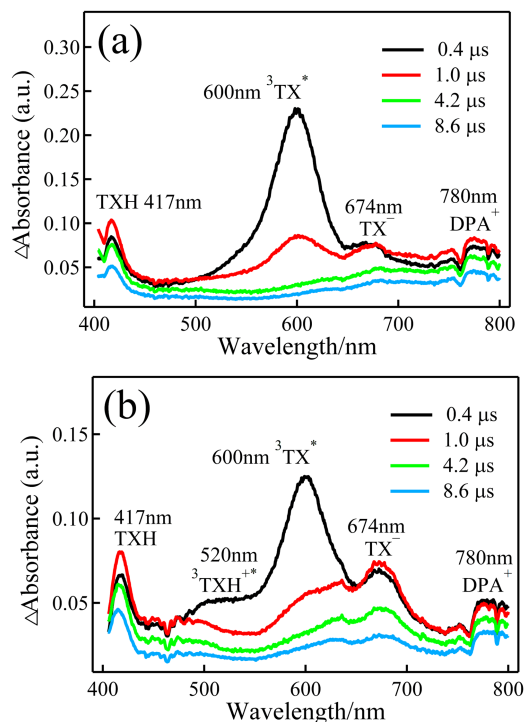 (a)
0.4 μs
1.0 μs
4.2 μs
8.6 μs
600nm ³TX*
TXH 417nm
674nm
TX⁻
780nm
DPA⁺
0.30
0.25
0.20
0.15
0.10
0.05
△Absorbance (a.u.)
400 500 600 700 800
Wavelength/nm
(b)
0.4 μs
1.0 μs
4.2 μs
8.6 μs
600nm ³TX*
417nm
TXH
520nm
³TXH⁺*
674nm
TX⁻
780nm
DPA⁺
0.15
0.10
0.05
△Absorbance (a.u.)
400 500 600 700 800
Wavelength/nm